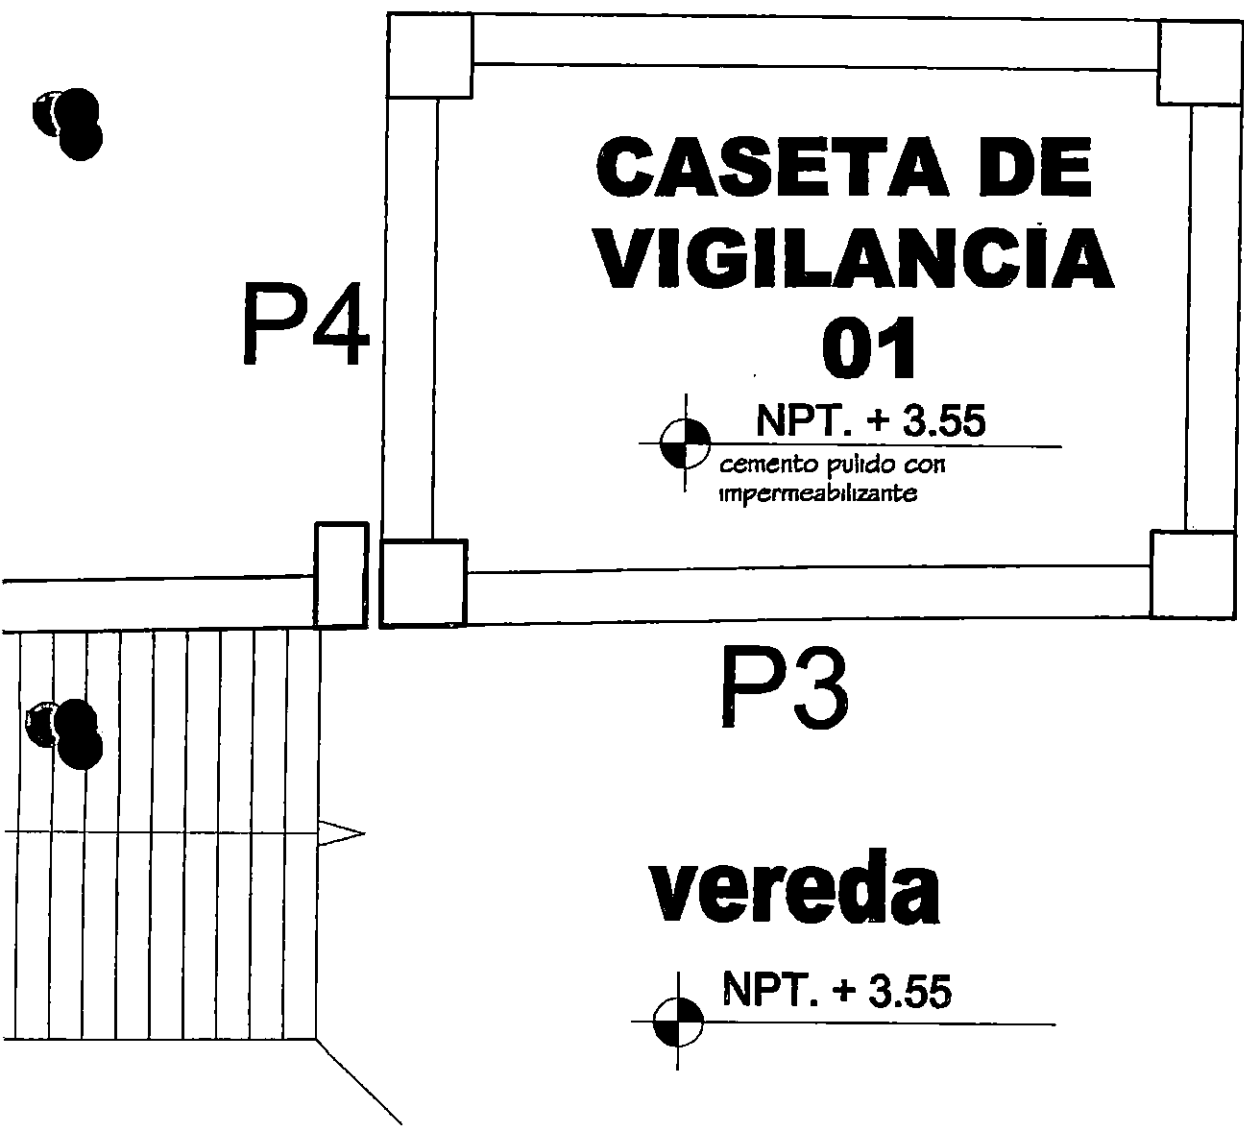 CASETA DE
VIGILANCIA
01
P4
NPT. + 3.55
cemento pulido con
impermeabilizante
P3
vereda
NPT. + 3.55